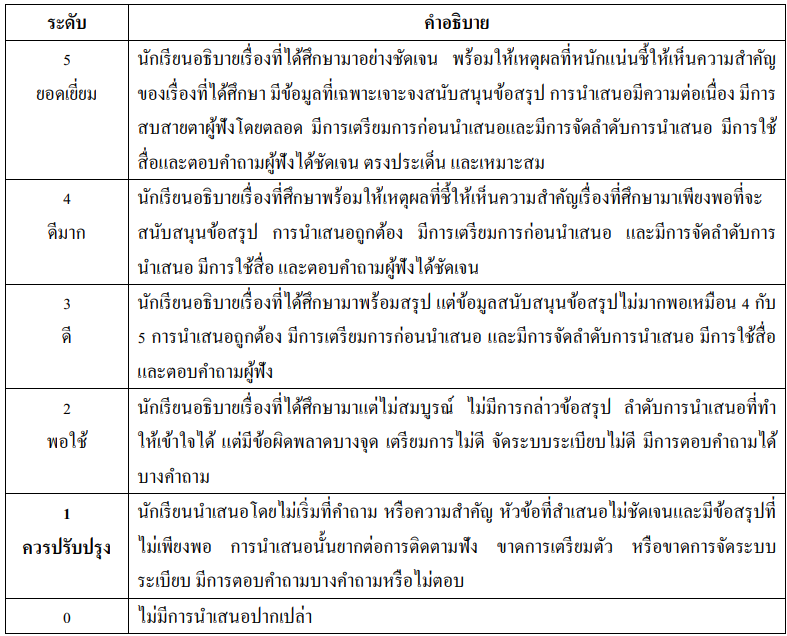 ระดับ
คำอธิบาย
5
ยอดเยี่ยม
นักเรียนอธิบายเรื่องที่ได้ศึกษามาอย่างชัดเจน พร้อมให้เหตุผลที่หนักแน่นชี้ให้เห็นความสำคัญ
ของเรื่องที่ได้ศึกษา มีข้อมูลที่เฉพาะเจาะจงสนับสนุนข้อสรุป การนำเสนอมีความต่อเนื่อง มีการ
สบสายตาผู้ฟังโดยตลอด มีการเตรียมการก่อนนำเสนอและมีการจัดลำดับการนำเสนอ มีการใช้
สื่อและตอบคำถามผู้ฟังได้ชัดเจน ตรงประเด็น และเหมาะสม
4
ดีมาก
นักเรียนอธิบายเรื่องที่ศึกษาพร้อมให้เหตุผลที่ชี้ให้เห็นความสำคัญเรื่องที่ศึกษามาเพียงพอที่จะ
สนับสนุนข้อสรุป การนำเสนอถูกต้อง มีการเตรียมการก่อนนำเสนอ และมีการจัดลำดับการ
นำเสนอ มีการใช้สื่อ และตอบคำถามผู้ฟังได้ชัดเจน
3
ดี
นักเรียนอธิบายเรื่องที่ได้ศึกษามาพร้อมสรุป แต่ข้อมูลสนับสนุนข้อสรุปไม่มากพอเหมือน 4 กับ
5 การนำเสนอถูกต้อง มีการเตรียมการก่อนนำเสนอ และมีการจัดลำดับการนำเสนอ มีการใช้สื่อ
และตอบคำถามผู้ฟัง
2
พอใช้
นักเรียนอธิบายเรื่องที่ได้ศึกษามาแต่ไม่สมบูรณ์ ไม่มีการกล่าวข้อสรุป ลำดับการนำเสนอที่ทำ
ให้เข้าใจได้ แต่มีข้อผิดพลาดบางจุด เตรียมการไม่ดี จัดระบบระเบียบไม่ดี มีการตอบคำถามได้
บางคำถาม
1
ควรปรับปรุง
นักเรียนนำเสนอโดยไม่เริ่มที่คำถาม หรือความสำคัญ หัวข้อที่สำเสนอไม่ชัดเจนและมีข้อสรุปที่
ไม่เพียงพอ การนำเสนอนั้นยากต่อการติดตามฟัง ขาดการเตรียมตัว หรือขาดการจัดระบบ
ระเบียบ มีการตอบคำถามบางคำถามหรือไม่ตอบ
0
ไม่มีการนำเสนอปากเปล่า